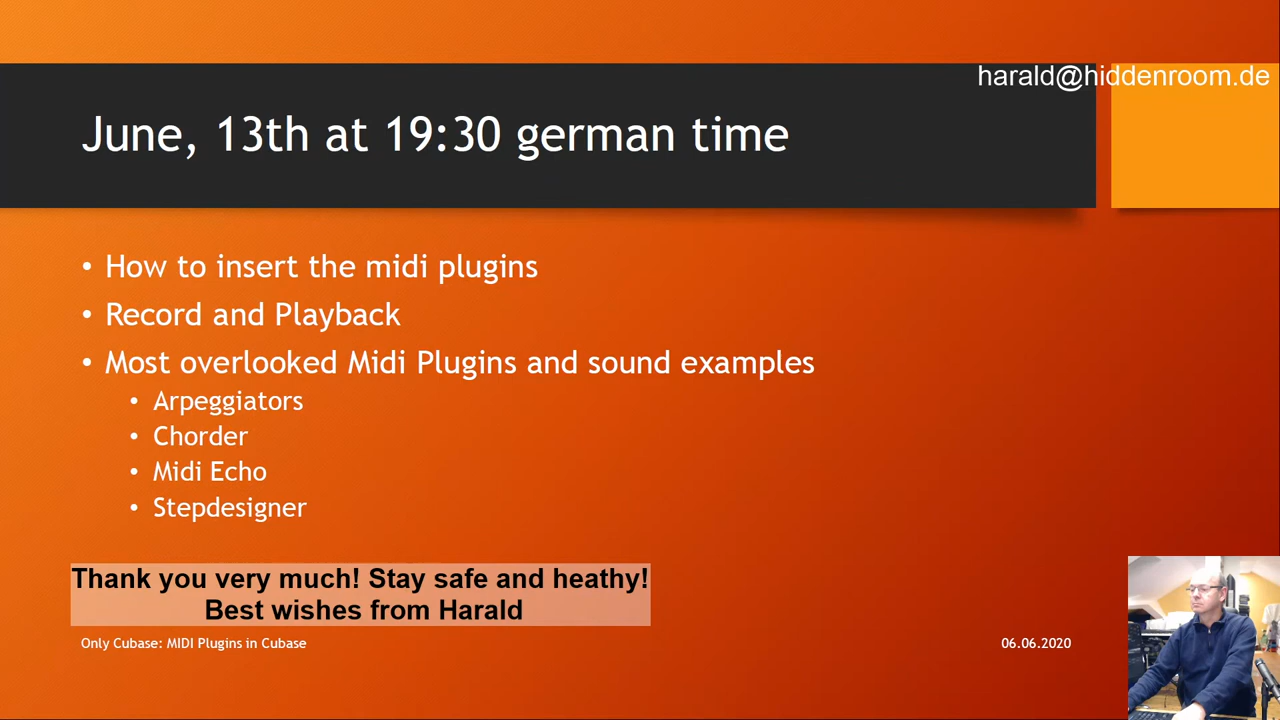 harald@hiddenroom.de
June, 13th at 19:30 german time
• How to insert the midi plugins
• Record and Playback
• Most overlooked Midi Plugins and sound examples
• Arpeggiators
• Chorder
• Midi Echo
• Stepdesigner
Thank you very much! Stay safe and heathy!
Best wishes from Harald
Only Cubase: MIDI Plugins in Cubase
06.06.2020